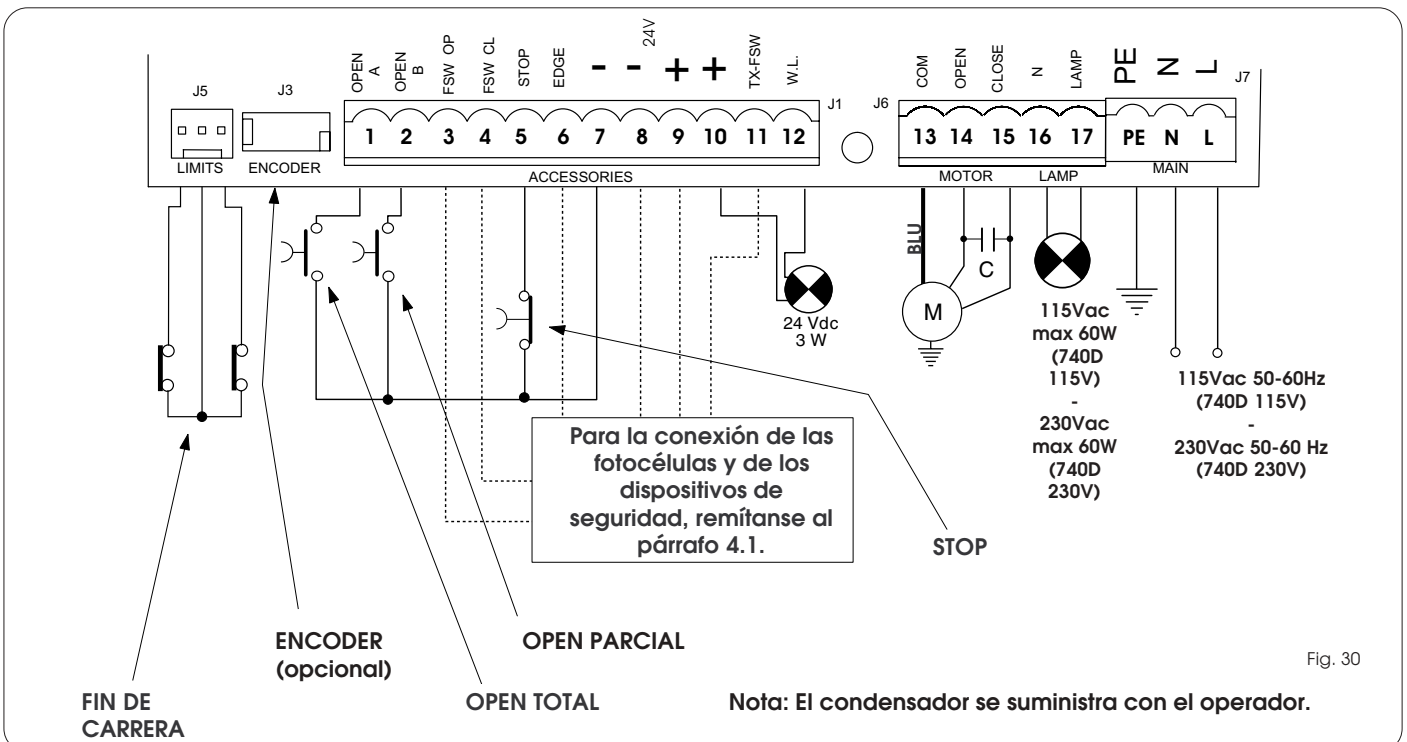 OPEN A
OPEN B
FSW OP
FSW CL
STOP
EDGE
-
-
24V
+
+
TX-FSW
W.L.
COM
OPEN
CLOSE
N
LAMP
PE
N
L
J5
J3
J1
J6
J7
1 2 3 4 5 6 7 8 9 10 11 12
13 14 15 16 17
PE N L
LIMITS
ENCODER
ACCESSORIES
MOTOR
LAMP
MAIN
BLU
C
M
24 Vdc
3 W
115Vac
max 60W
(740D
115V)
-
230Vac
max 60W
(740D
230V)
115Vac 50-60Hz
(740D 115V)
-
230Vac 50-60 Hz
(740D 230V)
Para la conexión de las
fotocélulas y de los
dispositivos de
seguridad, remítanse al
párrafo 4.1.
STOP
ENCODER
(opcional)
OPEN PARCIAL
Fig. 30
FIN DE
CARRERA
OPEN TOTAL
Nota: El condensador se suministra con el operador.